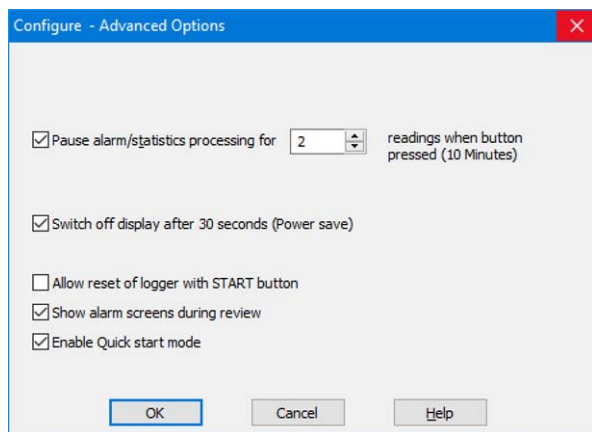 Configure - Advanced Options
Pause alarm/statistics processing for 2 readings when button
pressed (10 Minutes)
Switch off display after 30 seconds (Power save)
Allow reset of logger with START button
Show alarm screens during review
Enable Quick start mode
OK Cancel Help